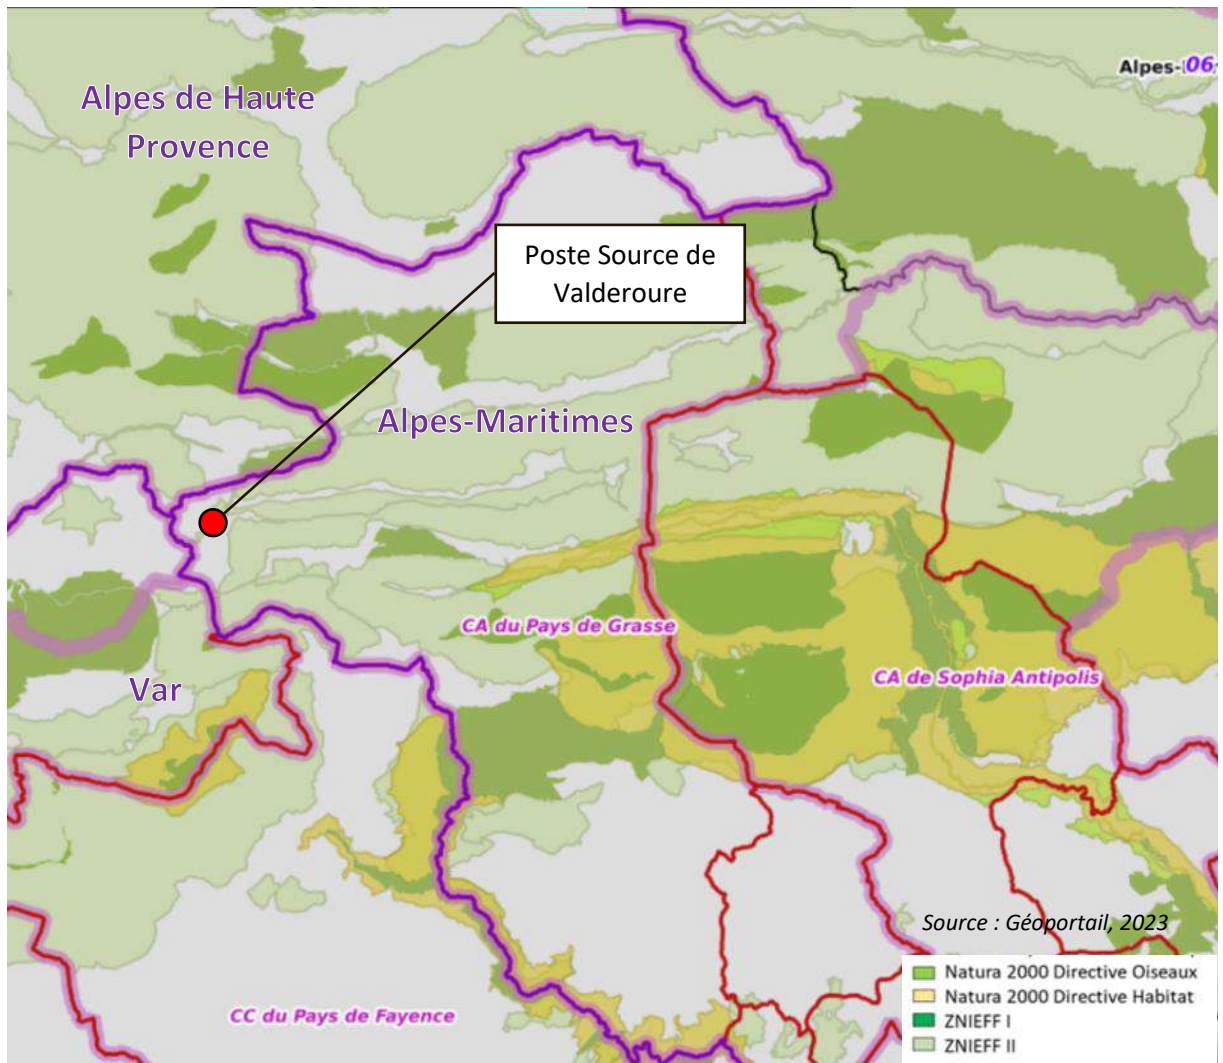 Alpes-
06
Alpes de Haute
Provence
Poste Source de
Valderoure
Alpes-Maritimes
CA du Pays de Grasse
CA de Sophia Antipolis
Var
Source : Géoportail, 2023
Natura 2000 Directive Oiseaux
Natura 2000 Directive Habitat
ZNIEFF I
ZNIEFF II
CC du Pays de Fayence